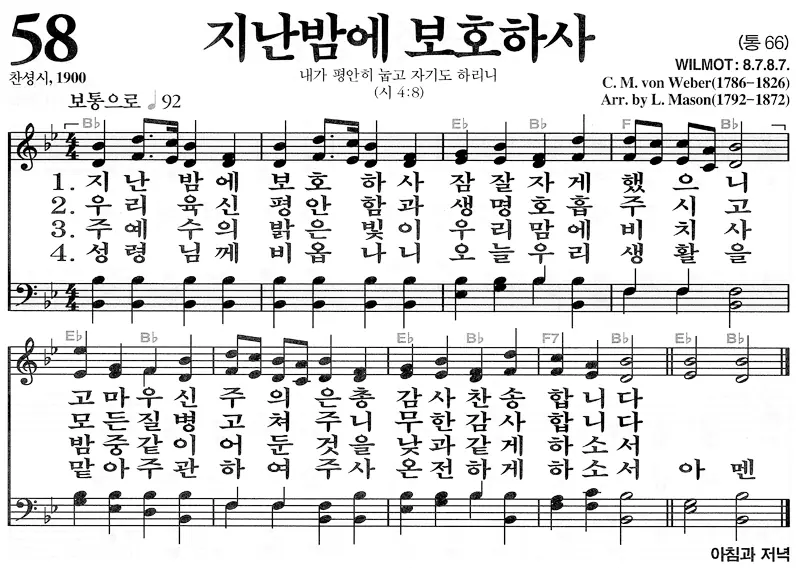 58
지난밤에 보호하사
(통 66)
찬셩시, 1900
내가 평안히 눕고 자기도 하리니
(시 4:8)
WILMOT : 8.7.8.7.
C. M. von Weber(1786-1826)
Arr. by L. Mason(1792-1872)
보통으로 ♩ 92
B♭ E♭ B♭ F B♭
1. 지 난 밤 에 보 호 하 사 잠 잘 자 게 했 으 니
2. 우 리 육 신 평 안 함 과 생 명 호 흡 주 시 고
3. 주 예 수 의 밝 은 빛 이 우 리 맘 에 비 치 사
4. 성 령 님 께 비 옵 나 니 오 늘 우 리 생 활 을
E♭ B♭ E♭ B♭ F7 B♭ E♭ B♭
고 마 우 신 주 의 은 총 감 사 찬 송 합 니 다
모 든 질 병 고 쳐 주 니 무 한 감 사 합 니 다
밤 중 같 이 어 둔 것 을 낮 과 같 게 하 소 서
맡 아 주 관 하 여 주 사 온 전 하 게 하 소 서 아 멘
아침과 저녁